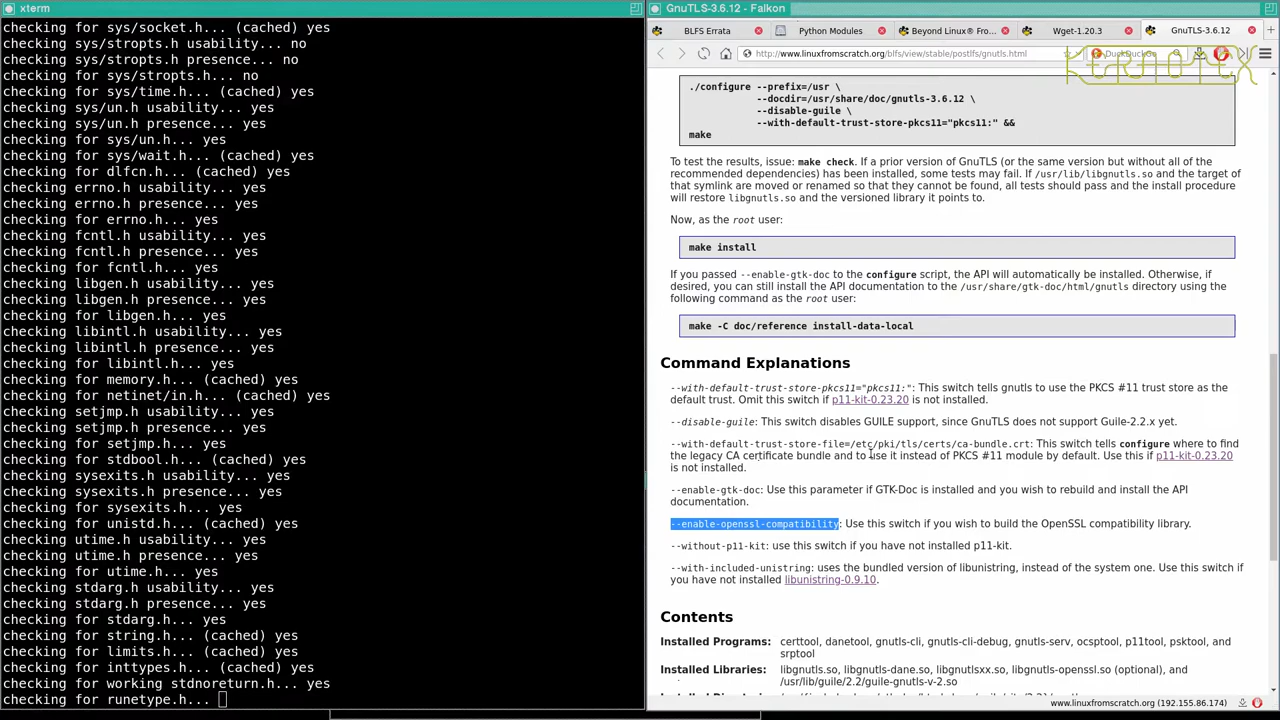 xterm
checking for sys/socket.h... (cached) yes
checking sys/stropts.h usability... no
checking sys/stropts.h presence... no
checking for sys/stropts.h... no
checking for sys/time.h... (cached) yes
checking sys/un.h usability... yes
checking sys/un.h presence... yes
checking for sys/un.h... yes
checking for sys/wait.h... (cached) yes
checking for dlfcn.h... (cached) yes
checking errno.h usability... yes
checking errno.h presence... yes
checking for errno.h... yes
checking fcntl.h usability... yes
checking fcntl.h presence... yes
checking for fcntl.h... yes
checking libgen.h usability... yes
checking libgen.h presence... yes
checking for libgen.h... yes
checking libintl.h usability... yes
checking libintl.h presence... yes
checking for libintl.h... yes
checking for memory.h... (cached) yes
checking for netinet/in.h... (cached) yes
checking setjmp.h usability... yes
checking setjmp.h presence... yes
checking for setjmp.h... yes
checking for stdbool.h... (cached) yes
checking sysexits.h usability... yes
checking sysexits.h presence... yes
checking for sysexits.h... yes
checking for unistd.h... (cached) yes
checking utime.h usability... yes
checking utime.h presence... yes
checking for utime.h... yes
checking stdarg.h usability... yes
checking stdarg.h presence... yes
checking for stdarg.h... yes
checking for string.h... (cached) yes
checking for limits.h... (cached) yes
checking for inttypes.h... (cached) yes
checking for working stdnoreturn.h... yes
checking for runetype.h...
GnuTLS-3.6.12 - Falkon
BLFS Errata
Python Modules
Beyond Linux® Fro...
Wget-1.20.3
GnuTLS-3.6.12
http://www.linuxfromscratch.org/blfs/view/stable/postlfs/gnutls.html
DuckDuckGo
KERNOTEX
./configure --prefix=/usr \
--docdir=/usr/share/doc/gnutls-3.6.12 \
--disable-guile \
--with-default-trust-store-pkcs11="pkcs11:" &&
make
To test the results, issue: make check. If a prior version of GnuTLS (or the same version but without all of the
recommended dependencies) has been installed, some tests may fail. If /usr/lib/libgnutls.so and the target of
that symlink are moved or renamed so that they cannot be found, all tests should pass and the install procedure
will restore libgnutls.so and the versioned library it points to.
Now, as the root user:
make install
If you passed --enable-gtk-doc to the configure script, the API will automatically be installed. Otherwise, if
desired, you can still install the API documentation to the /usr/share/gtk-doc/html/gnutls directory using the
following command as the root user:
make -C doc/reference install-data-local
Command Explanations
--with-default-trust-store-pkcs11="pkcs11:": This switch tells gnutls to use the PKCS #11 trust store as the
default trust. Omit this switch if p11-kit-0.23.20 is not installed.
--disable-guile: This switch disables GUILE support, since GnuTLS does not support Guile-2.2.x yet.
--with-default-trust-store-file=/etc/pki/tls/certs/ca-bundle.crt: This switch tells configure where to find
the legacy CA certificate bundle and to use it instead of PKCS #11 module by default. Use this if p11-kit-0.23.20
is not installed.
--enable-gtk-doc: Use this parameter if GTK-Doc is installed and you wish to rebuild and install the API
documentation.
--enable-openssl-compatibility: Use this switch if you wish to build the OpenSSL compatibility library.
--without-p11-kit: use this switch if you have not installed p11-kit.
--with-included-unistring: uses the bundled version of libunistring, instead of the system one. Use this switch if
you have not installed libunistring-0.9.10.
Contents
Installed Programs: certtool, danetool, gnutls-cli, gnutls-cli-debug, gnutls-serv, ocsptool, p11tool, psktool, and
srptool
Installed Libraries: libgnutls.so, libgnutls-dane.so, libgnutlsxx.so, libgnutls-openssl.so (optional), and
/usr/lib/guile/2.2/guile-gnutls-v-2.so
www.linuxfromscratch.org (192.155.86.174)